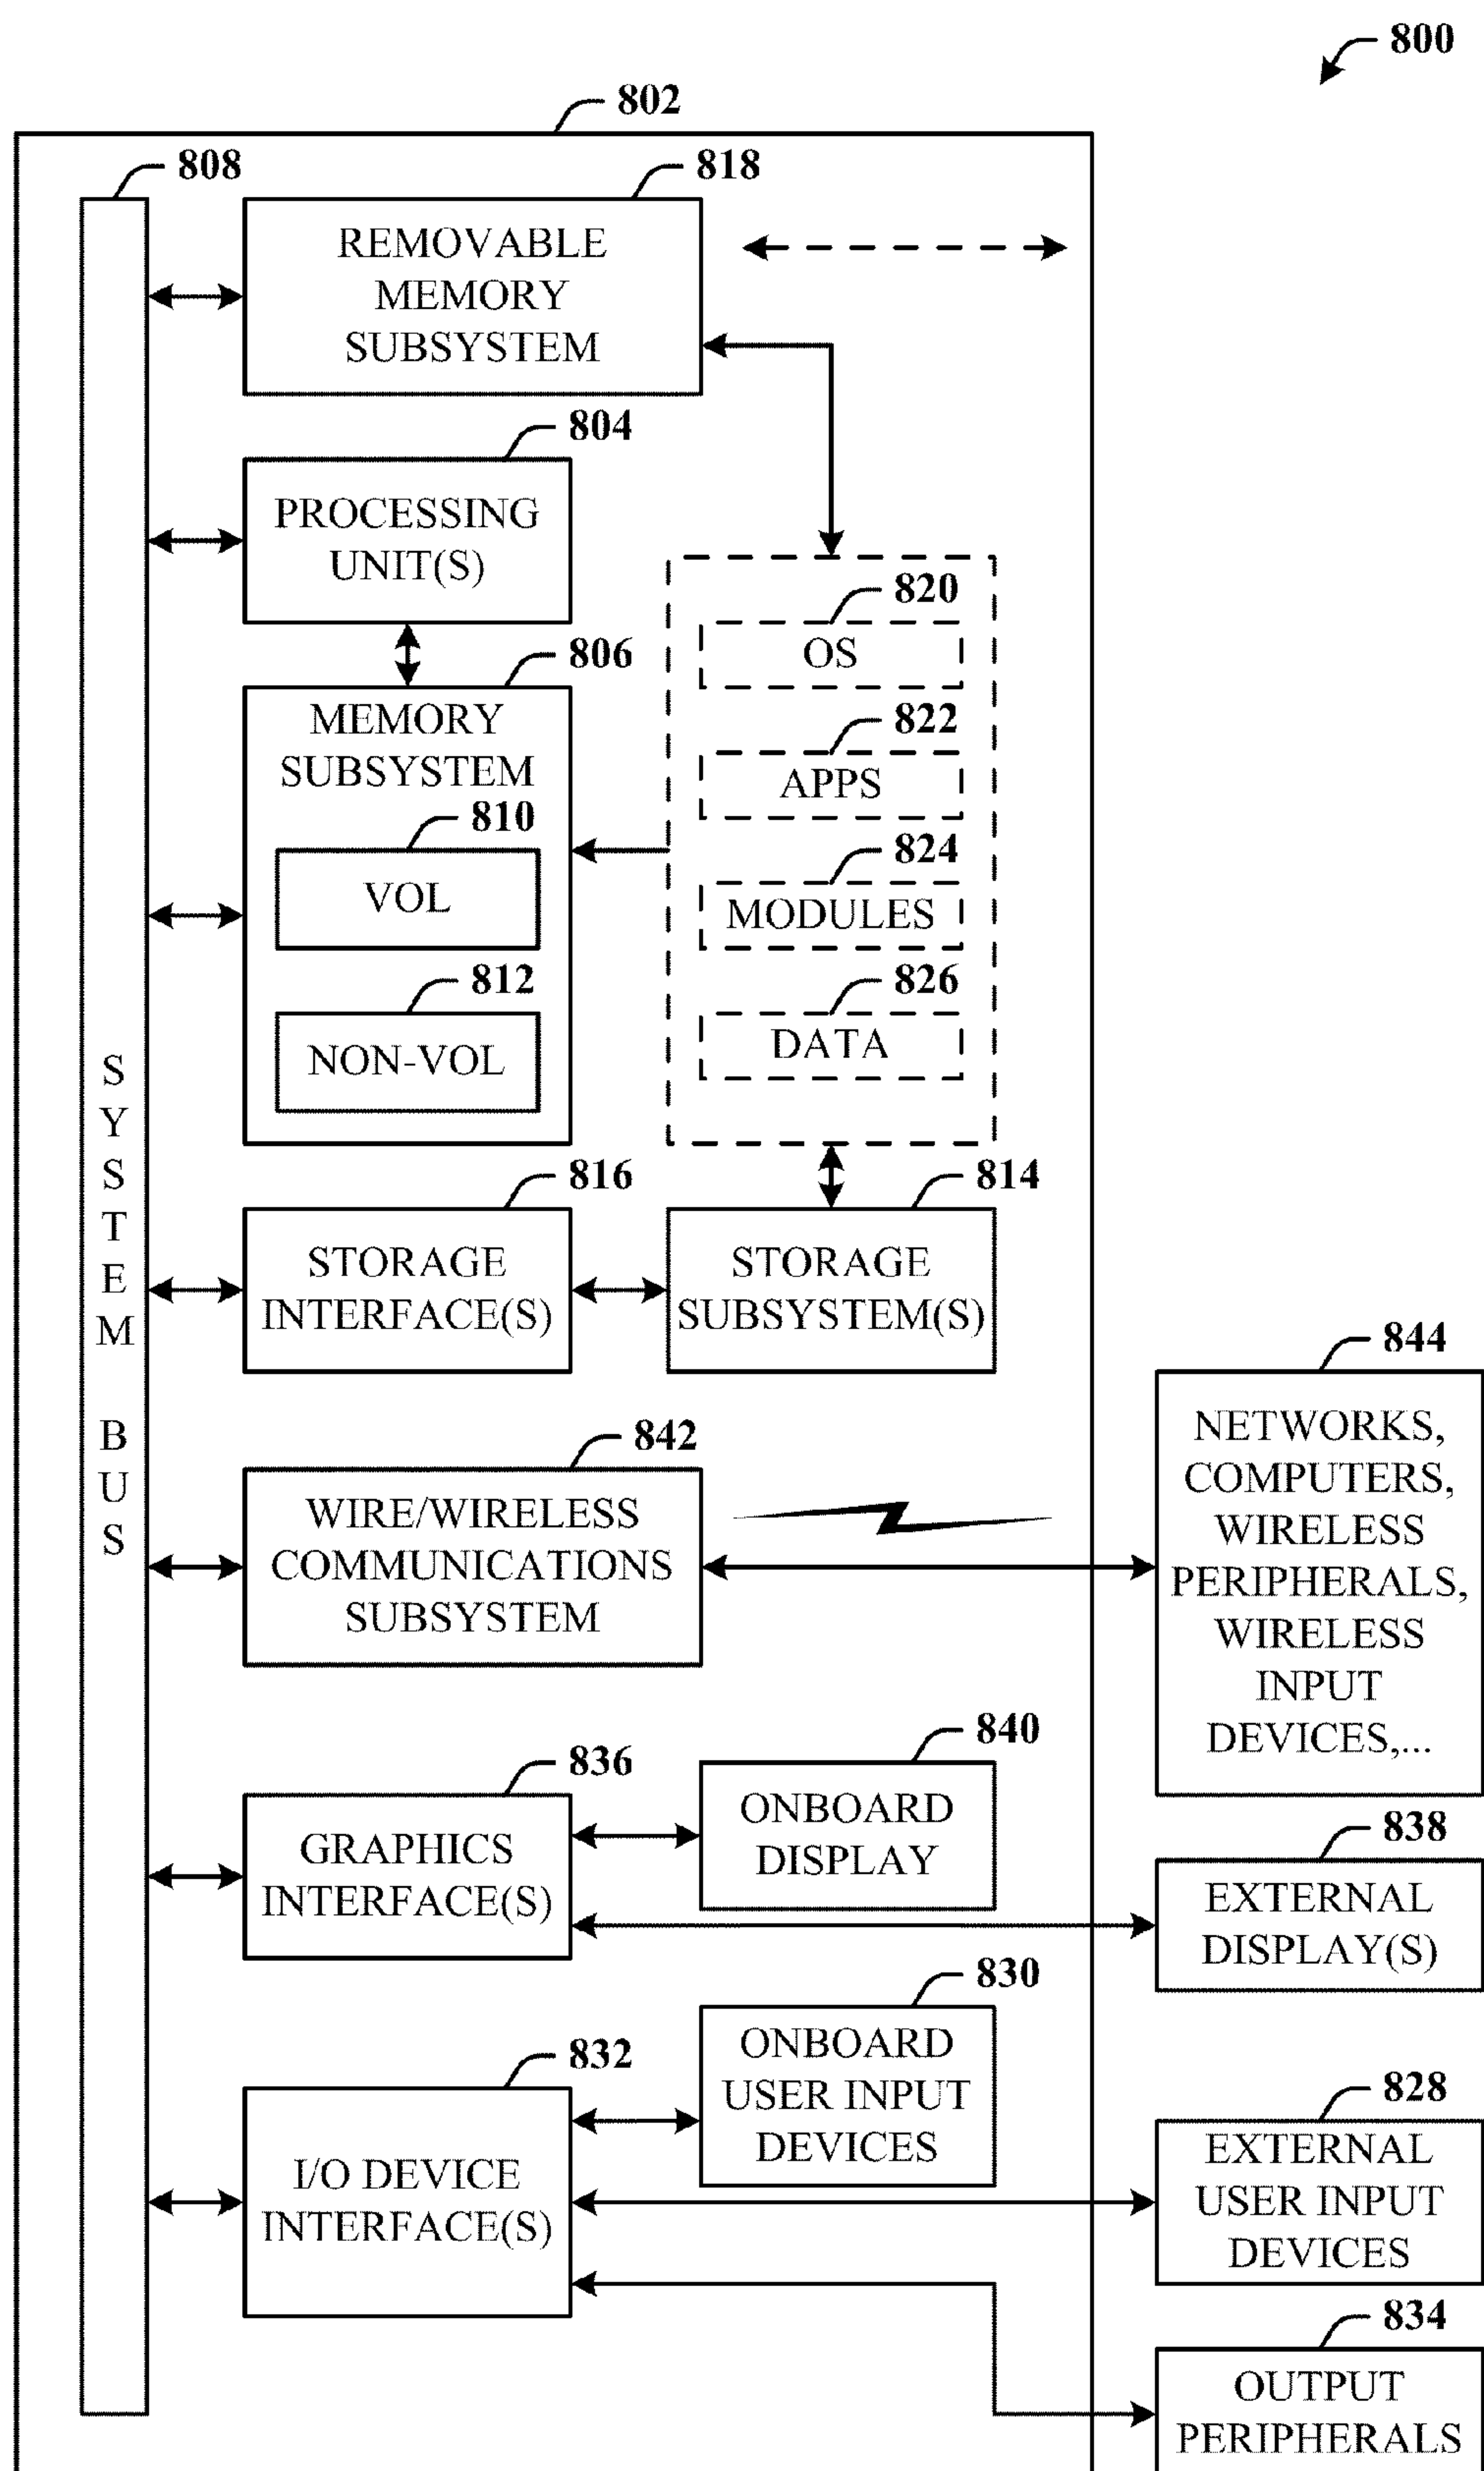 800
802
808
818
REMOVABLE
MEMORY
SUBSYSTEM
804
PROCESSING
UNIT(S)
806
MEMORY
SUBSYSTEM
810
VOL
812
NON-VOL
820
OS
822
APPS
824
MODULES
826
DATA
SYSTEM BUS
816
STORAGE
INTERFACE(S)
814
STORAGE
SUBSYSTEM(S)
842
WIRE/WIRELESS
COMMUNICATIONS
SUBSYSTEM
844
NETWORKS,
COMPUTERS,
WIRELESS
PERIPHERALS,
WIRELESS
INPUT
DEVICES,...
836
GRAPHICS
INTERFACE(S)
840
ONBOARD
DISPLAY
838
EXTERNAL
DISPLAY(S)
832
I/O DEVICE
INTERFACE(S)
830
ONBOARD
USER INPUT
DEVICES
828
EXTERNAL
USER INPUT
DEVICES
834
OUTPUT
PERIPHERALS